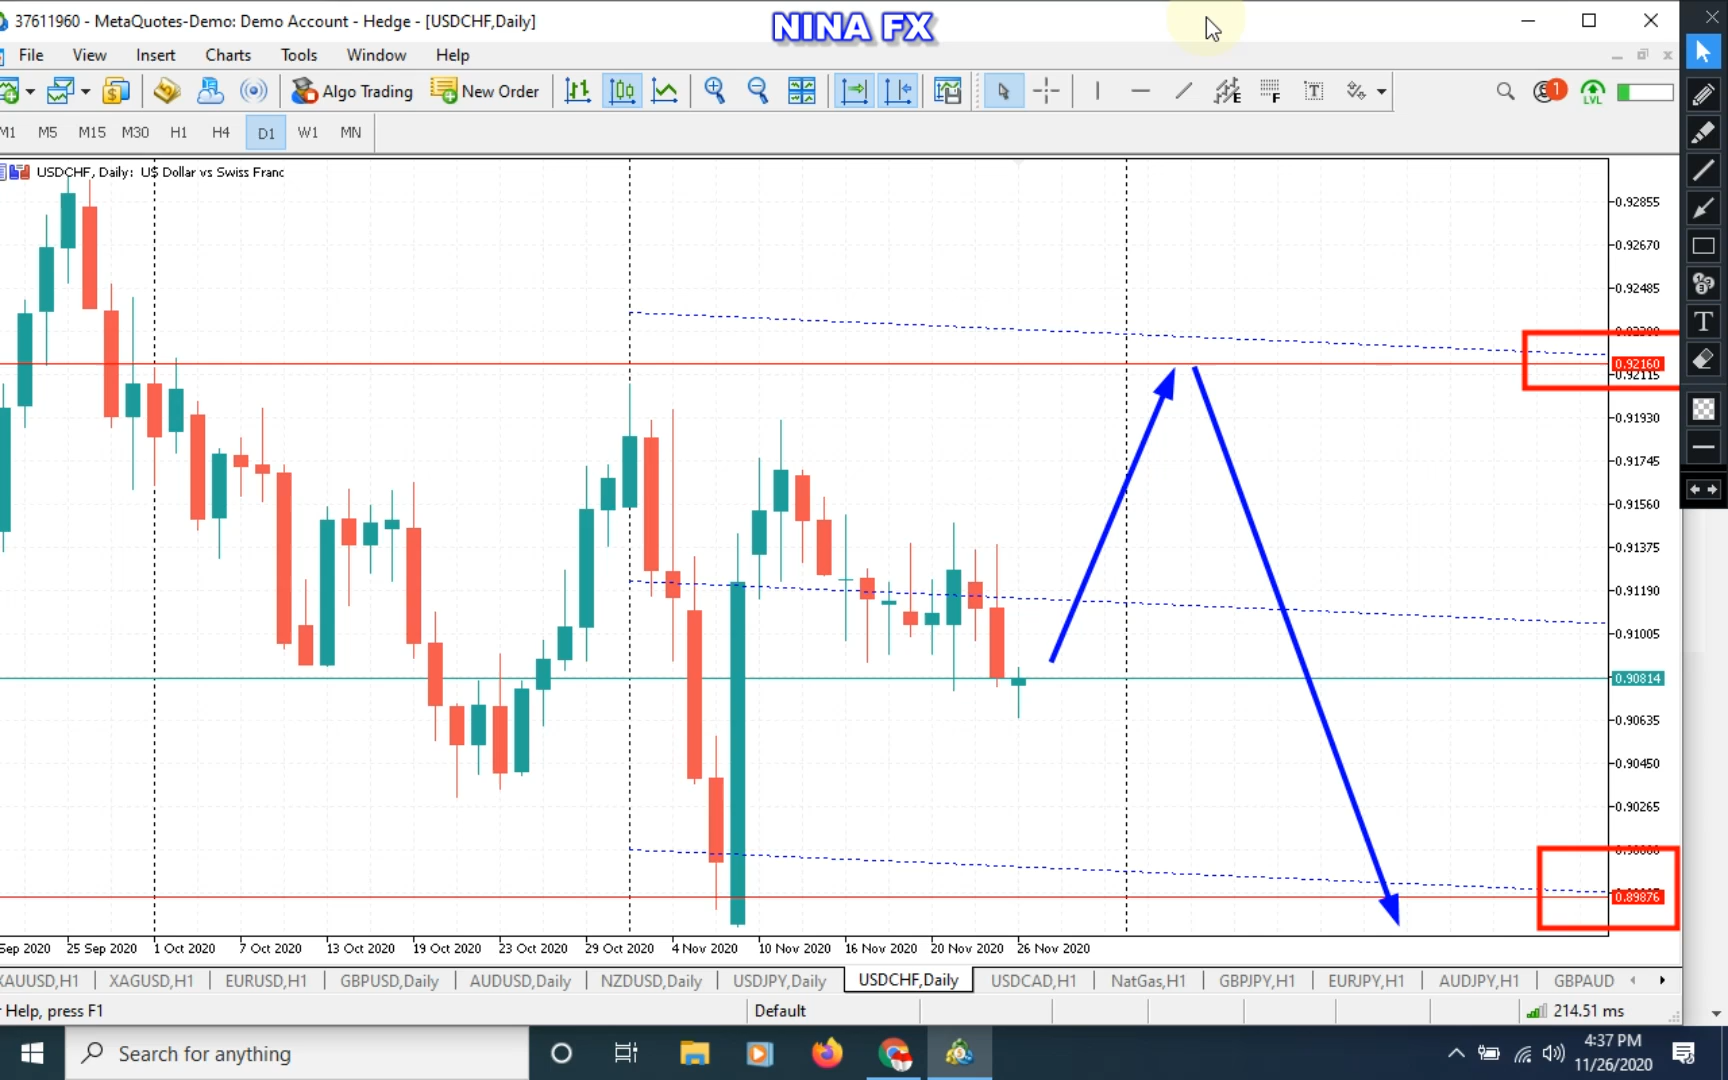 37611960 - MetaQuotes-Demo: Demo Account - Hedge - [USDCHF,Daily]
NINA FX
File View Insert Charts Tools Window Help
Algo Trading New Order
E F T 1 LVL
M1 M5 M15 M30 H1 H4 D1 W1 MN
USDCHF, Daily: US Dollar vs Swiss Franc
0.92855
0.92670
0.92485
0.92300
0.92160
0.92115
0.91930
0.91745
0.91560
0.91375
0.91190
0.91005
0.90814
0.90635
0.90450
0.90265
0.89876
T
Sep 2020 25 Sep 2020 1 Oct 2020 7 Oct 2020 13 Oct 2020 19 Oct 2020 23 Oct 2020 29 Oct 2020 4 Nov 2020 10 Nov 2020 16 Nov 2020 20 Nov 2020 26 Nov 2020
XAUUSD,H1 XAGUSD,H1 EURUSD,H1 GBPUSD,Daily AUDUSD,Daily NZDUSD,Daily USDJPY,Daily USDCHF,Daily USDCAD,H1 NatGas,H1 GBPJPY,H1 EURJPY,H1 AUDJPY,H1 GBPAUD
r Help, press F1 Default 214.51 ms
Search for anything
4:37 PM
11/26/2020